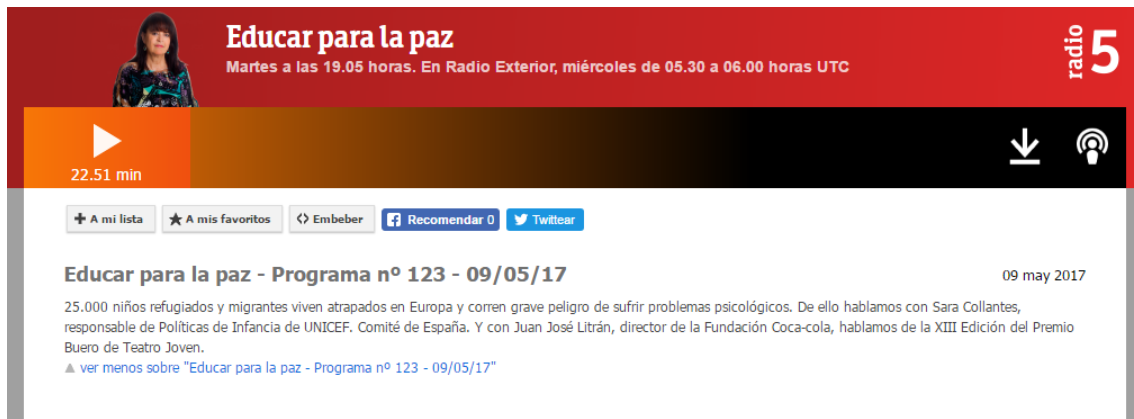 Educar para la paz
Martes a las 19.05 horas. En Radio Exterior, miércoles de 05.30 a 06.00 horas UTC
radio 5
22.51 min
A mi lista
A mis favoritos
Embeber
Recomendar 0
Twittear
Educar para la paz - Programa nº 123 - 09/05/17
09 may 2017
25.000 niños refugiados y migrantes viven atrapados en Europa y corren grave peligro de sufrir problemas psicológicos. De ello hablamos con Sara Collantes,
responsable de Políticas de Infancia de UNICEF. Comité de España. Y con Juan José Litrán, director de la Fundación Coca-cola, hablamos de la XIII Edición del Premio
Buero de Teatro Joven.
ver menos sobre "Educar para la paz - Programa nº 123 - 09/05/17"